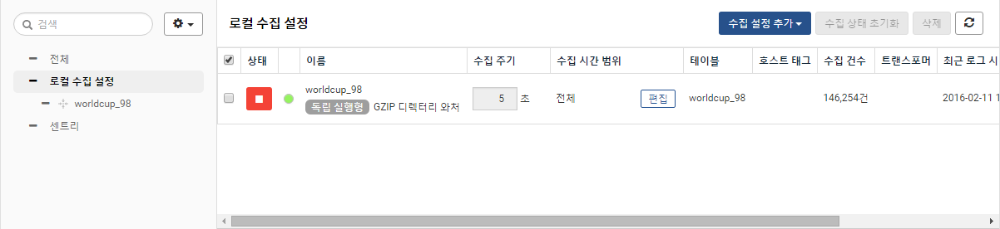 검색
전체
로컬 수집 설정
worldcup_98
센트리
로컬 수집 설정
수집 설정 추가
수집 상태 초기화
삭제
상태 이름 수집 주기 수집 시간 범위 테이블 호스트 태그 수집 건수 트랜스포머 최근 로그 시
worldcup_98
독립 실행형 GZIP 디렉터리 와처
5 초
전체
편집
worldcup_98
146,254건
2016-02-11 1